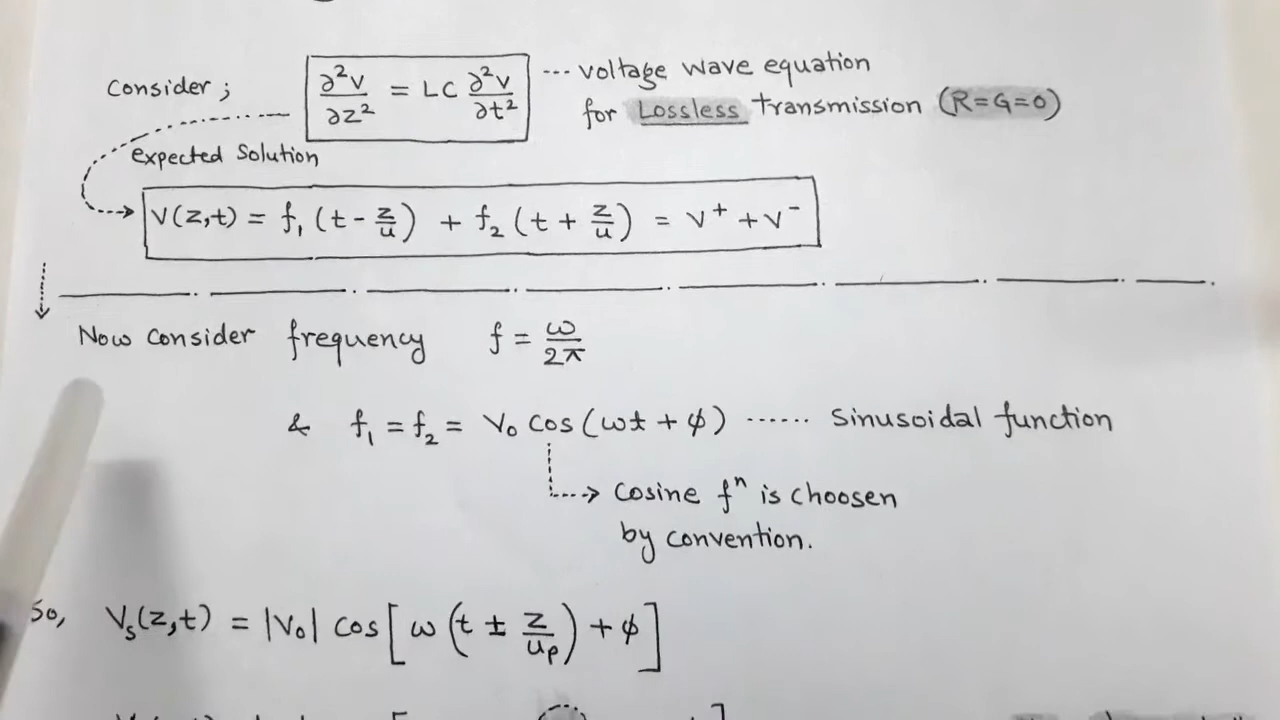 Consider; ∂²V/∂z² = LC ∂²V/∂t² --- voltage wave equation
for Lossless transmission (R=G=0)
expected solution
V(z,t) = f₁ (t - z/u) + f₂ (t + z/u) = V⁺ + V⁻
Now consider frequency f = ω/2π
& f₁ = f₂ = V₀ cos(ωt + ϕ) ...... Sinusoidal function
cosine fⁿ is choosen
by convention.
So, Vₛ(z,t) = |V₀| cos[ω(t ± z/uₚ) + ϕ]